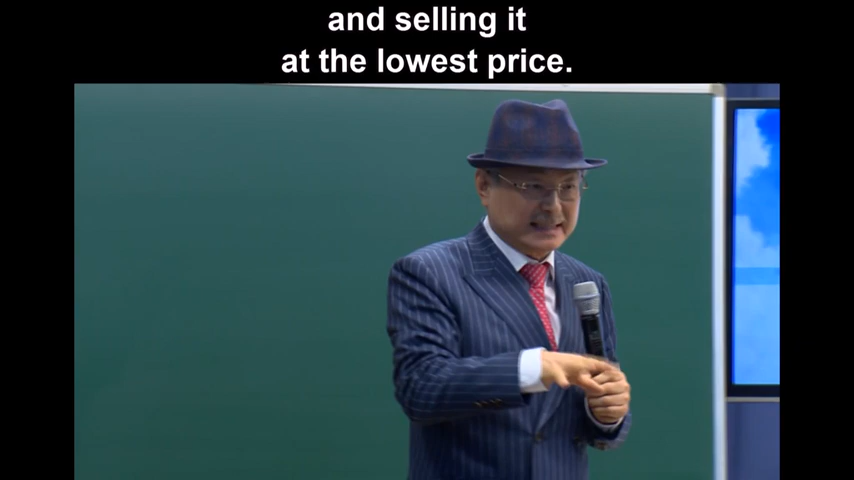 and selling it
at the lowest price.